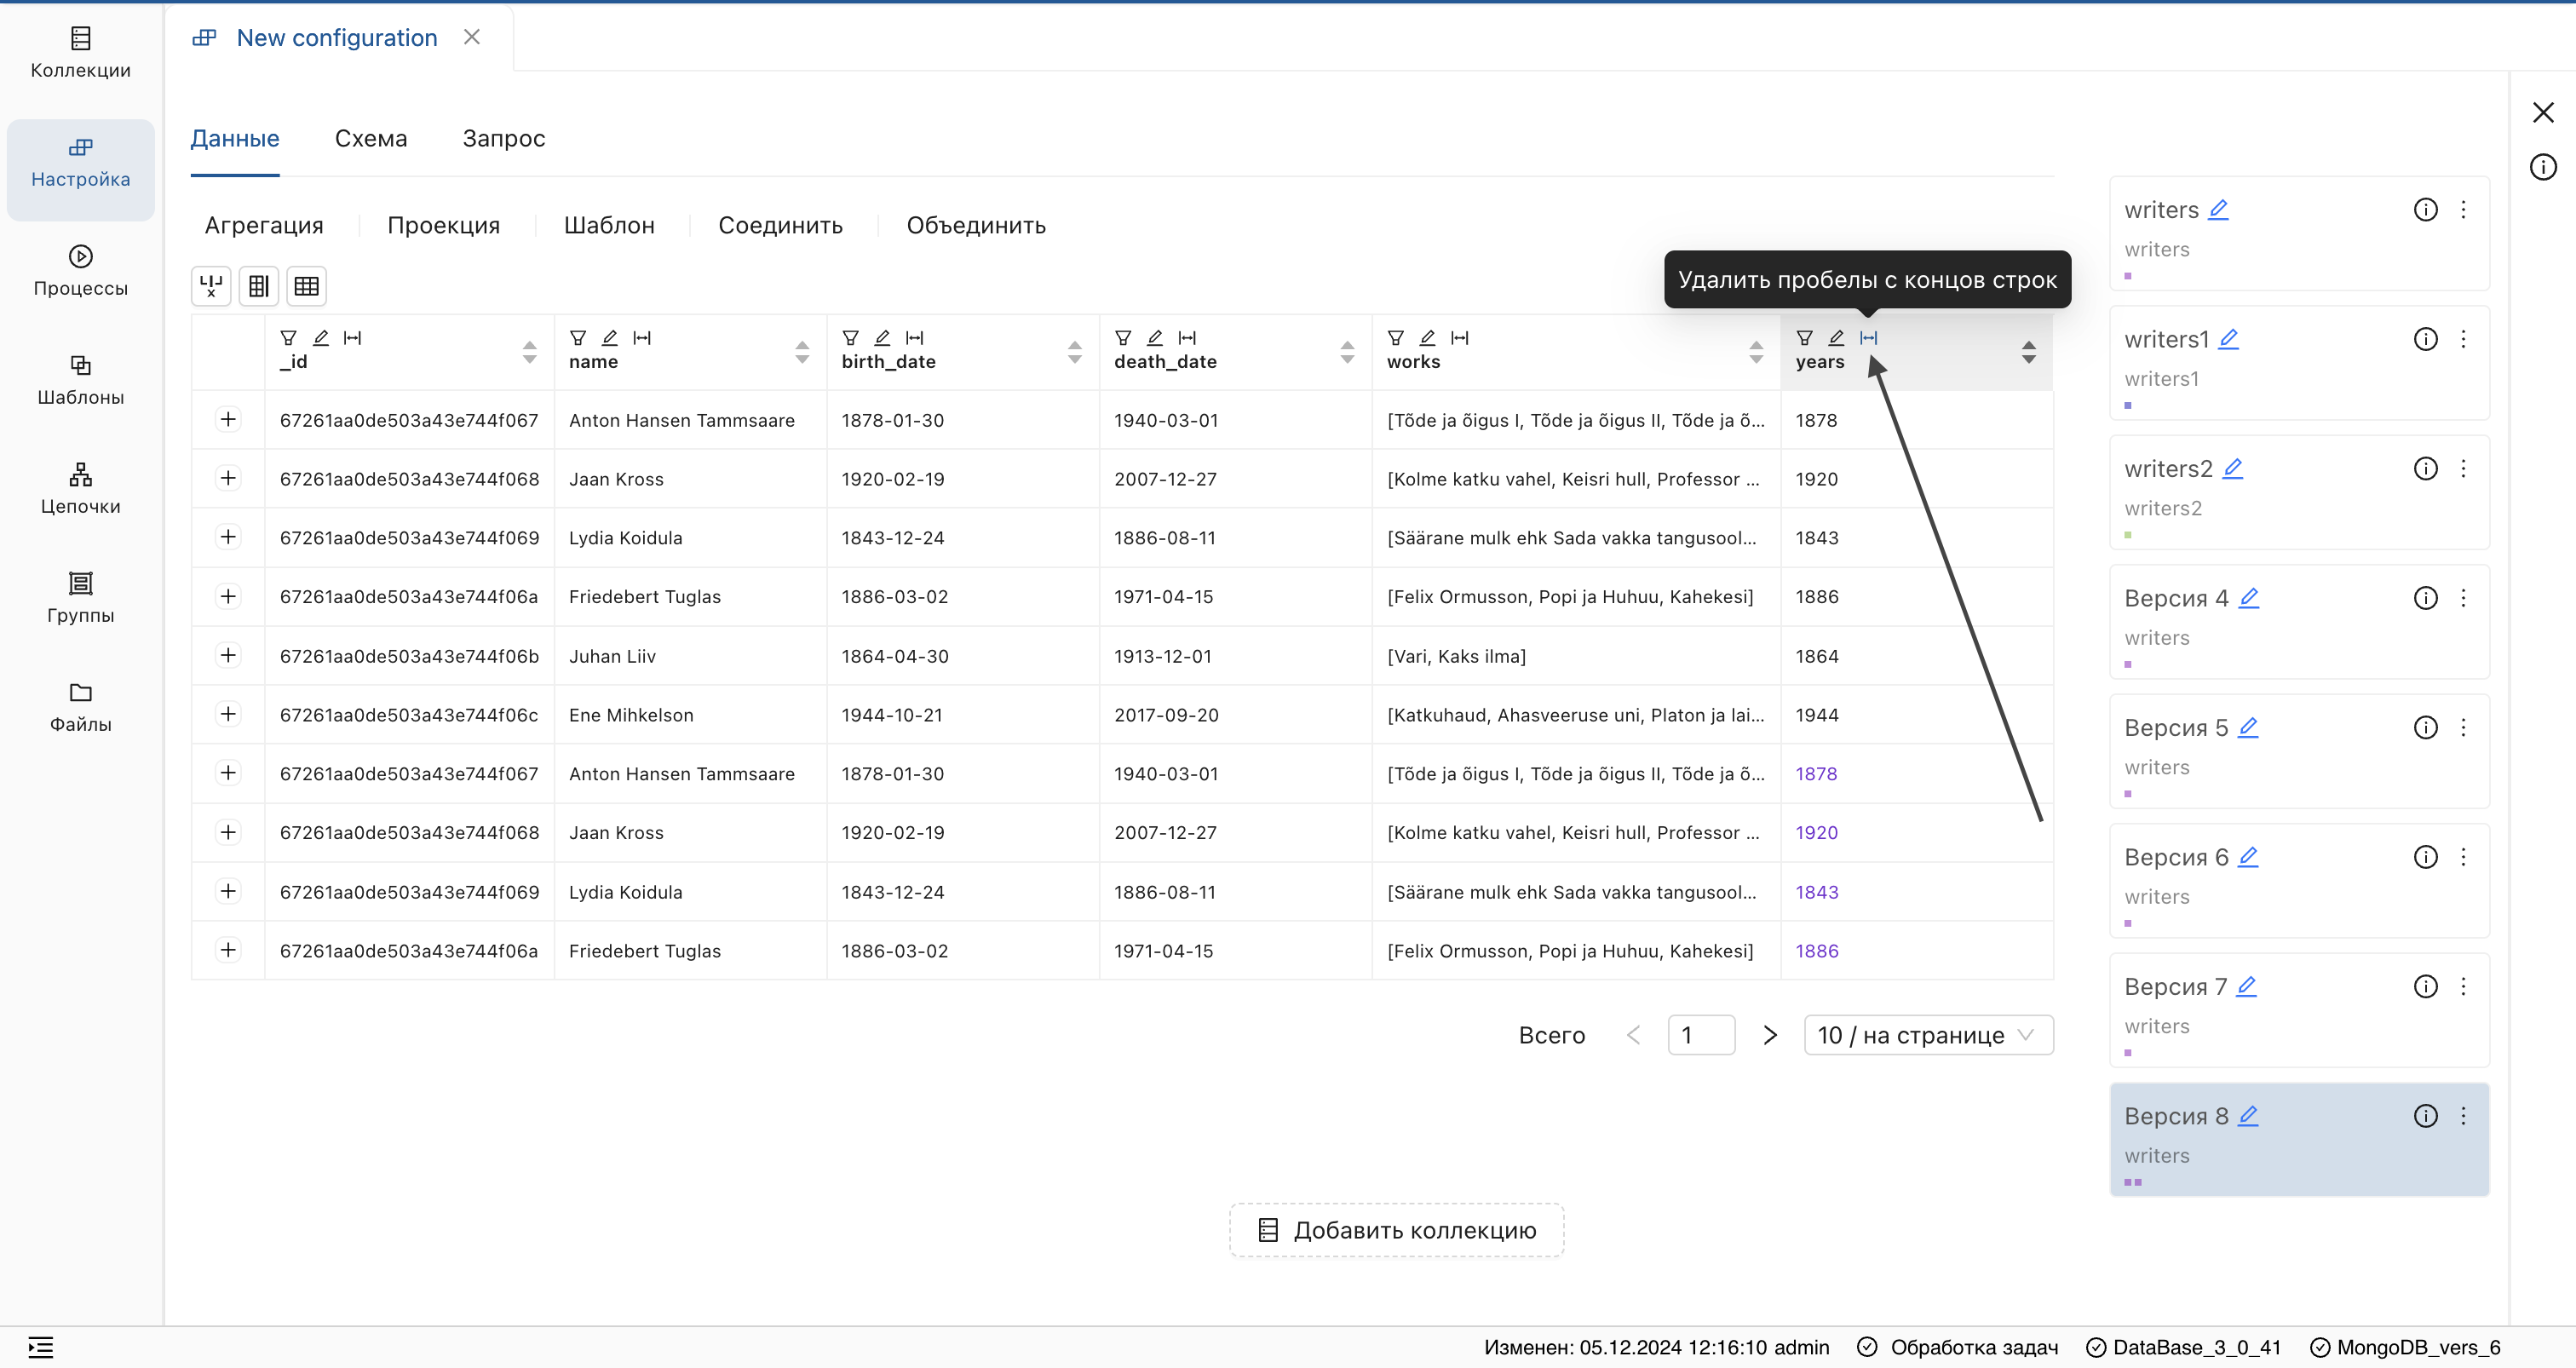 New configuration
Коллекции
Настройка
Процессы
Шаблоны
Цепочки
Группы
Файлы
Данные Схема Запрос
Агрегация Проекция Шаблон Соединить Объединить
Удалить пробелы с концов строк
_id name birth_date death_date works years
67261aa0de503a43e744f067 Anton Hansen Tammsaare 1878-01-30 1940-03-01 [Tõde ja õigus I, Tõde ja õigus II, Tõde ja õ... 1878
67261aa0de503a43e744f068 Jaan Kross 1920-02-19 2007-12-27 [Kolme katku vahel, Keisri hull, Professor ... 1920
67261aa0de503a43e744f069 Lydia Koidula 1843-12-24 1886-08-11 [Säärane mulk ehk Sada vakka tangusool... 1843
67261aa0de503a43e744f06a Friedebert Tuglas 1886-03-02 1971-04-15 [Felix Ormusson, Popi ja Huhuu, Kahekesi] 1886
67261aa0de503a43e744f06b Juhan Liiv 1864-04-30 1913-12-01 [Vari, Kaks ilma] 1864
67261aa0de503a43e744f06c Ene Mihkelson 1944-10-21 2017-09-20 [Katkuhaud, Ahasveeruse uni, Platon ja lai... 1944
67261aa0de503a43e744f067 Anton Hansen Tammsaare 1878-01-30 1940-03-01 [Tõde ja õigus I, Tõde ja õigus II, Tõde ja õ... 1878
67261aa0de503a43e744f068 Jaan Kross 1920-02-19 2007-12-27 [Kolme katku vahel, Keisri hull, Professor ... 1920
67261aa0de503a43e744f069 Lydia Koidula 1843-12-24 1886-08-11 [Säärane mulk ehk Sada vakka tangusool... 1843
67261aa0de503a43e744f06a Friedebert Tuglas 1886-03-02 1971-04-15 [Felix Ormusson, Popi ja Huhuu, Kahekesi] 1886
Всего 1 10 / на странице
Добавить коллекцию
writers
writers
writers1
writers1
writers2
writers2
Версия 4
writers
Версия 5
writers
Версия 6
writers
Версия 7
writers
Версия 8
writers
Изменен: 05.12.2024 12:16:10 admin Обработка задач DataBase_3_0_41 MongoDB_vers_6